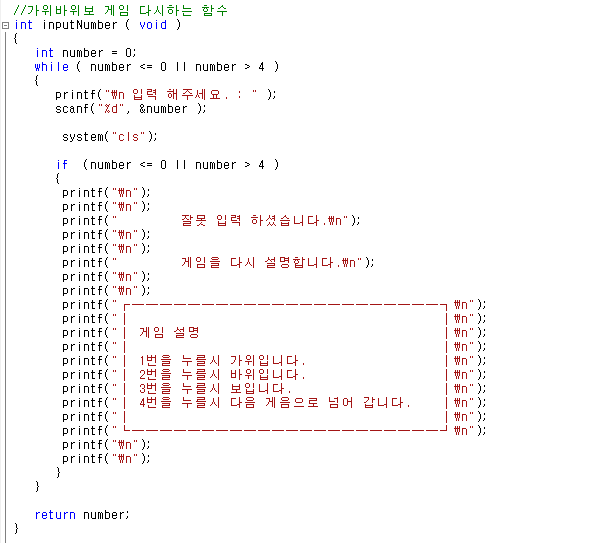 //가위바위보 게임 다시하는 함수
int inputNumber ( void )
{
int number = 0;
while ( number <= 0 || number > 4 )
{
printf("₩n 입력 해주세요. : " );
scanf("%d", &number );
system("cls");
if (number <= 0 || number > 4 )
{
printf("₩n");
printf("₩n");
printf(" 잘못 입력 하셨습니다.₩n");
printf("₩n");
printf("₩n");
printf(" 게임을 다시 설명합니다.₩n");
printf("₩n");
printf("₩n");
printf("┌──────────────────────┐₩n");
printf("│ │₩n");
printf("│ 게임 설명 │₩n");
printf("│ │₩n");
printf("│ 1번을 누를시 가위입니다. │₩n");
printf("│ 2번을 누를시 바위입니다. │₩n");
printf("│ 3번을 누를시 보입니다. │₩n");
printf("│ 4번을 누를시 다음 게음으로 넘어 갑니다. │₩n");
printf("│ │₩n");
printf("└──────────────────────┘₩n");
printf("₩n");
printf("₩n");
}
}
return number;
}